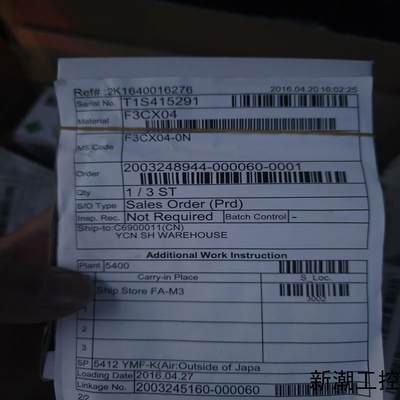 Ref#: 2K1640016276 2016.04.20 16:02:25
Serial No. T1S415291
Material F3CX04
MS Code F3CX04-0N
Order 2003248944-000060-0001
Qty 1 / 3 ST
S/O Type Sales Order (Prd)
Insp. Rec. Not Required Batch Control -
Ship-to:C6900011(CN)
YCN SH WAREHOUSE
Additional Work Instruction
Plant 5400
Carry-in Place S_Loc.
1 Ship Store FA-M3 3002
2
3
SP 5412 YMF-K(Air:Outside of Japa
Loading Date 2016.04.27
Linkage No. 2003245160-000060
2/2
新潮工控